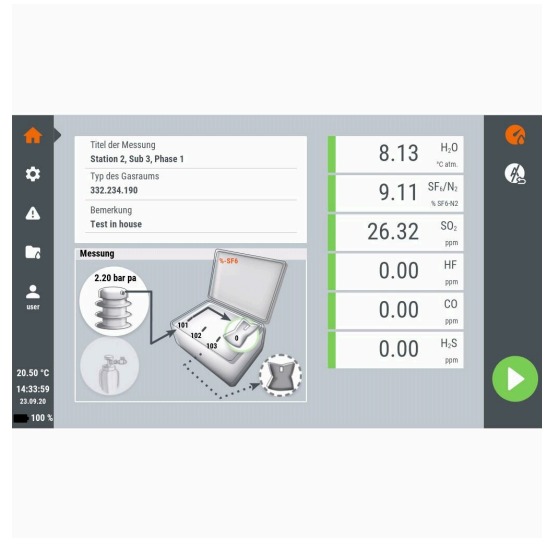 Titel der Messung
Station 2, Sub 3, Phase 1
Typ des Gasraums
332.234.190
Bemerkung
Test in house
Messung
2.20 bar pa
%-SF6
101
102
103
0
8.13 H₂O
°C atm.
9.11 SF₆/N₂
% SF6-N2
26.32 SO₂
ppm
0.00 HF
ppm
0.00 CO
ppm
0.00 H₂S
ppm
user
20.50 °C
14:33:59
23.09.20
100 %